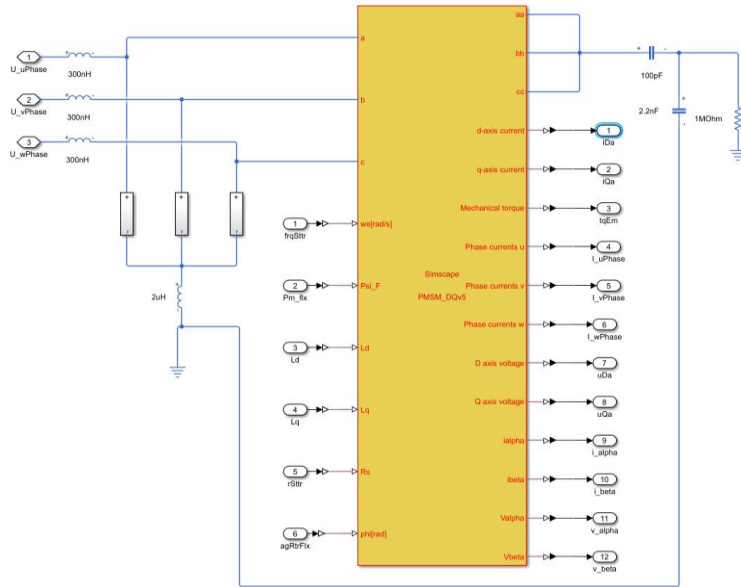 aa
a
1
U_uPhase
300nH
bb
100pF
2
U_vPhase
300nH
b
cc
2.2nF
1MOhm
3
U_wPhase
300nH
c
d-axis current
1
iDa
q-axis current
2
iQa
Mechanical torque
3
tqEm
1
frqSttr
we[rad/s]
Phase currents u
4
I_uPhase
Simscape
PMSM_DQv5
2uH
2
Pm_flx
Psi_F
Phase currents v
5
I_vPhase
Phase currents w
6
I_wPhase
3
Ld
Ld
D axis voltage
7
uDa
4
Lq
Lq
Q axis voltage
8
uQa
ialpha
9
i_alpha
5
rSttr
Rs
ibeta
10
i_beta
Valpha
11
v_alpha
6
agRtrFlx
phi[rad]
Vbeta
12
v_beta